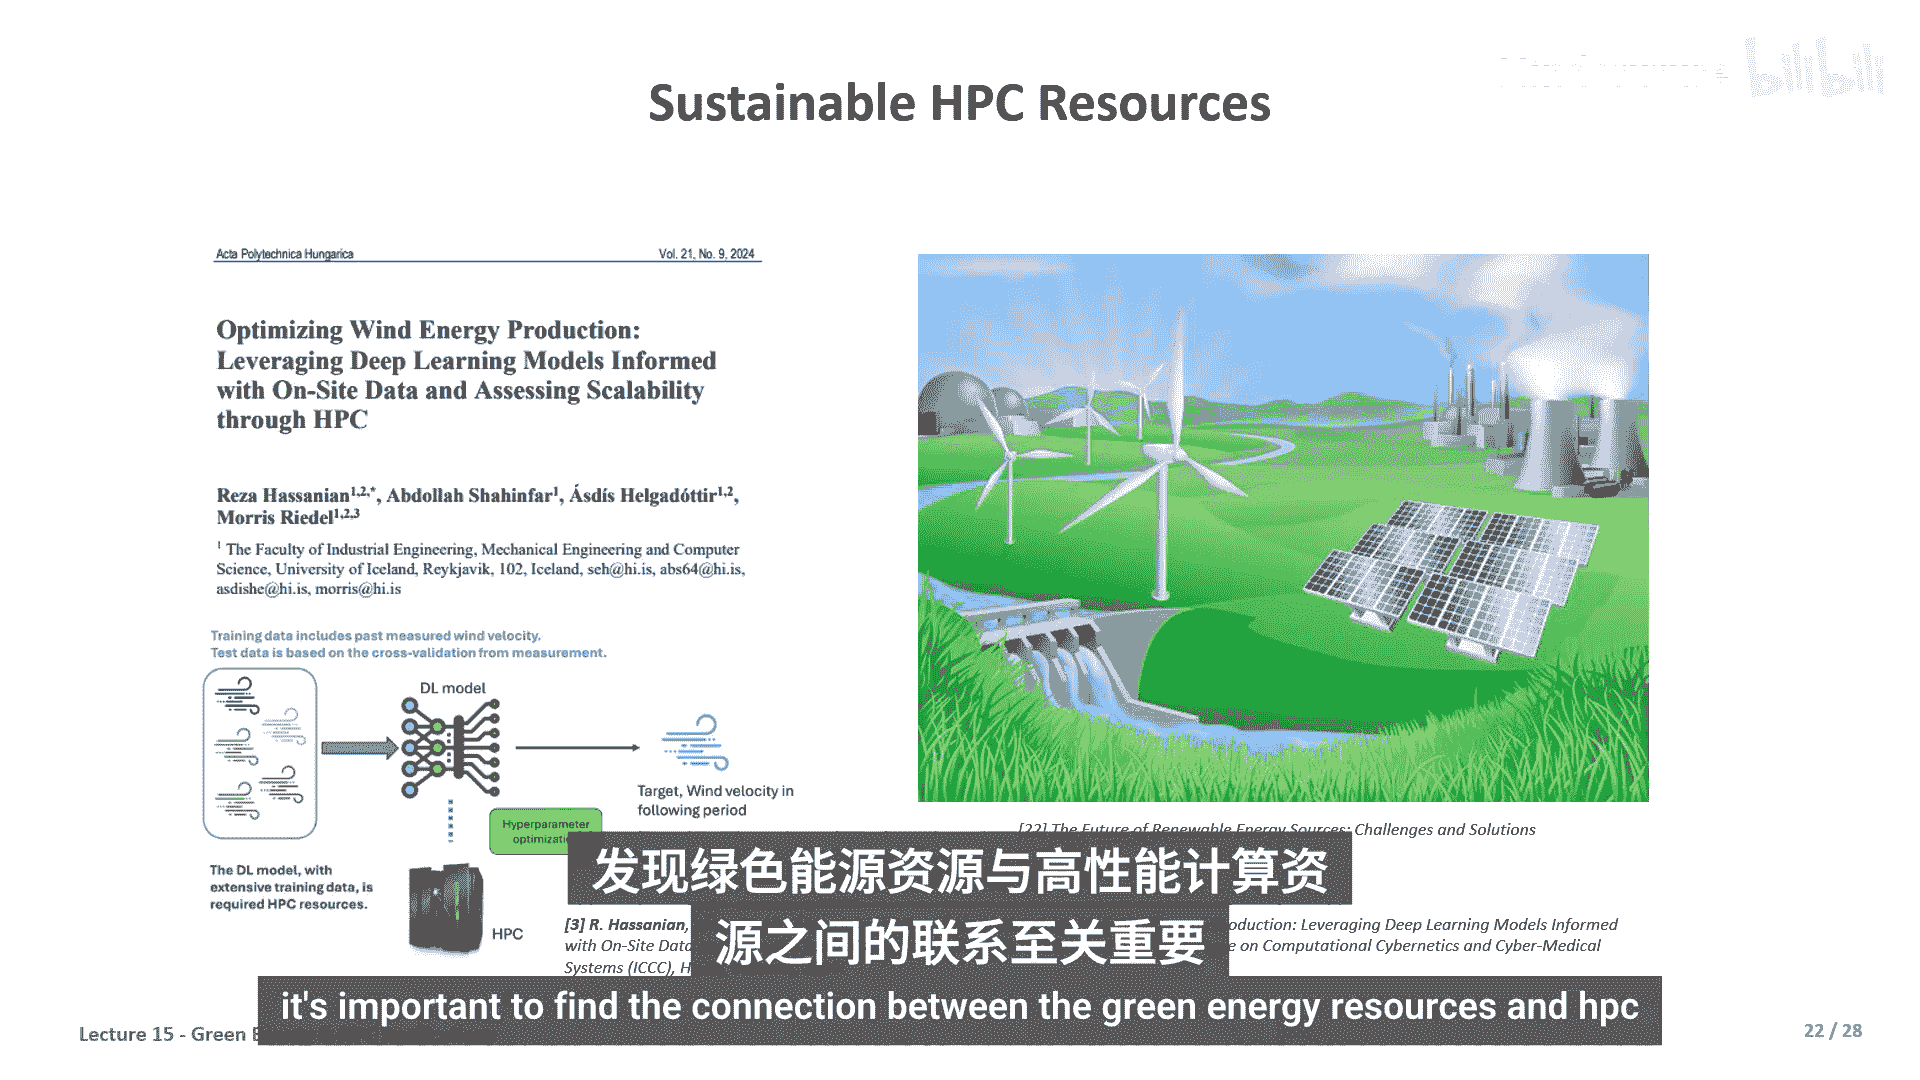 bilibili
Sustainable HPC Resources
Acta Polytechnica Hungarica
Vol. 21, No. 9, 2024
Optimizing Wind Energy Production:
Leveraging Deep Learning Models Informed
with On-Site Data and Assessing Scalability
through HPC
Reza Hassanian1,2,*, Abdollah Shahinfar1, Ásdís Helgadóttir1,2,
Morris Riedel1,2,3
1 The Faculty of Industrial Engineering, Mechanical Engineering and Computer
Science, University of Iceland, Reykjavik, 102, Iceland, seh@hi.is, abs64@hi.is,
asdishe@hi.is, morris@hi.is
Training data includes past measured wind velocity.
Test data is based on the cross-validation from measurement.
DL model
Target, Wind velocity in
following period
Hyperparameter
The DL model, with
extensive training data, is
required HPC resources.
HPC
[22] The Future of Renewable Energy Sources: Challenges and Solutions
[3] R. Hassanian, oduction: Leveraging Deep Learning Models Informed
with On-Site Data e on Computational Cybernetics and Cyber-Medical
Systems (ICCC), H
发现绿色能源资源与高性能计算资
源之间的联系至关重要
it's important to find the connection between the green energy resources and hpc
Lecture 15 - Green
22 / 28